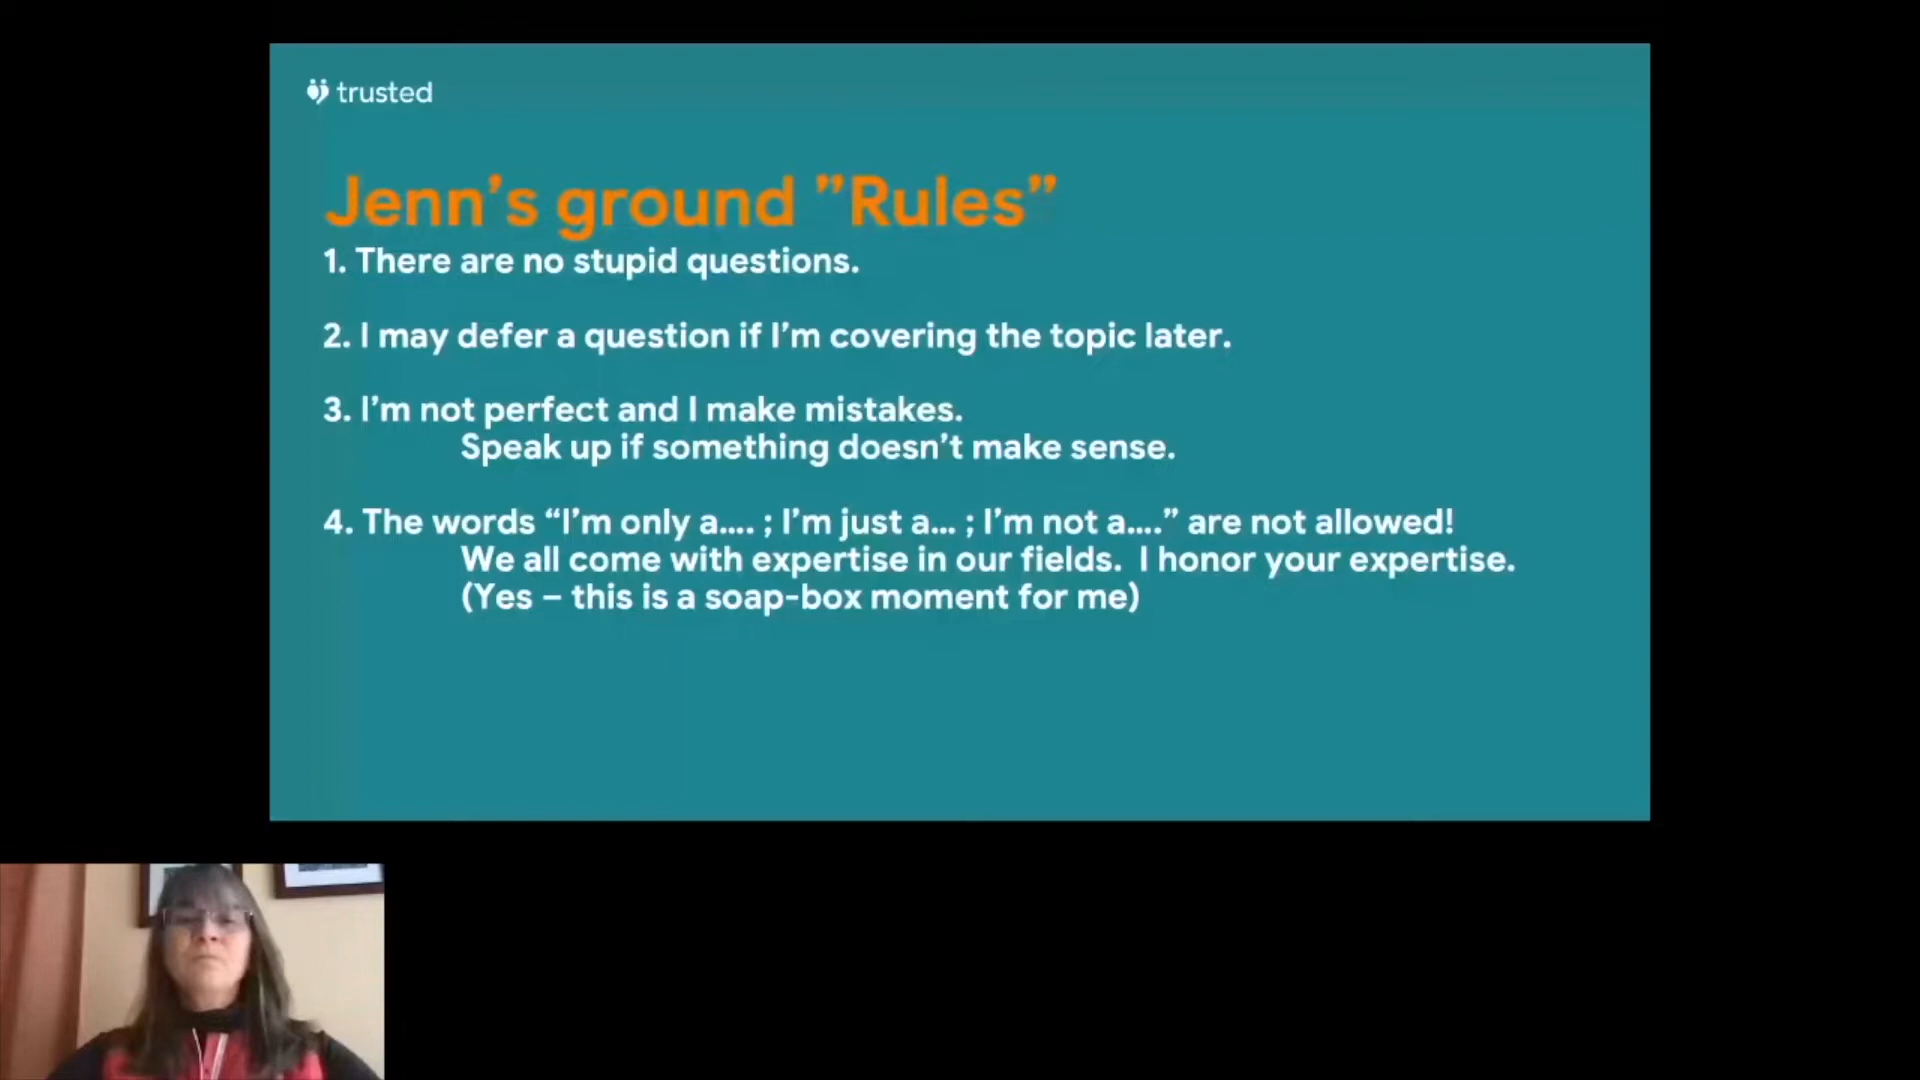 trusted
Jenn’s ground ”Rules”
1. There are no stupid questions.
2. I may defer a question if I’m covering the topic later.
3. I’m not perfect and I make mistakes.
Speak up if something doesn’t make sense.
4. The words “I’m only a.... ; I’m just a... ; I’m not a....” are not allowed!
We all come with expertise in our fields.  I honor your expertise.
(Yes – this is a soap-box moment for me)